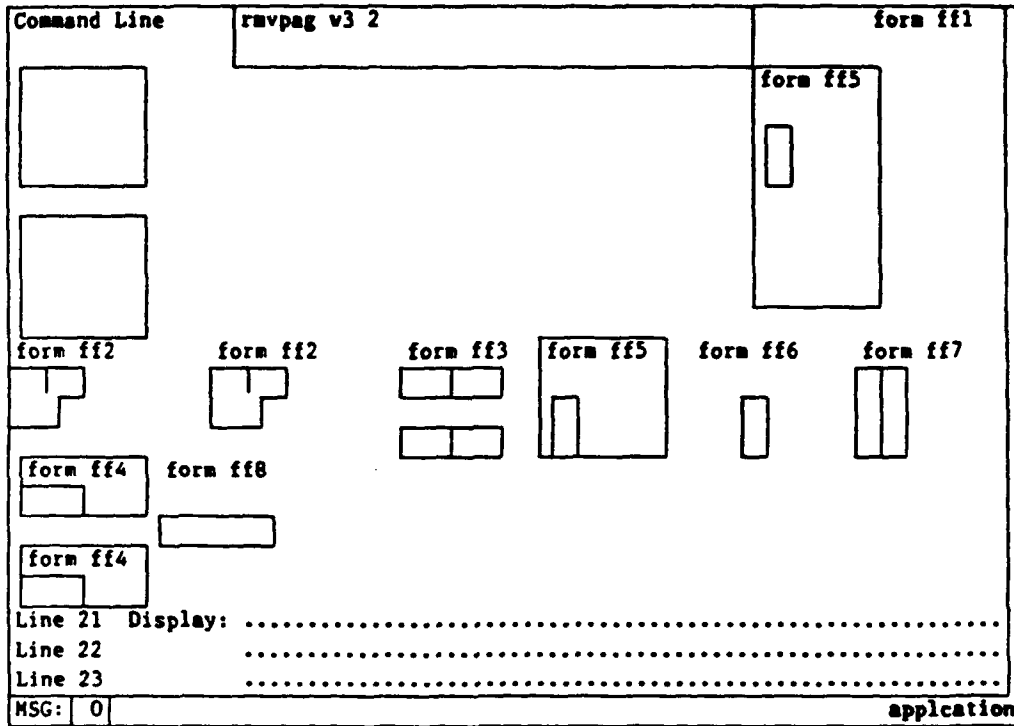 Command Line rmvpag w3 2 form ff1
form ff5
form ff2 form ff2 form ff3 form ff5 form ff6 form ff7
form ff4 form ff8
form ff4
Line 21 Display: ............................................................
Line 22 ............................................................
Line 23 ............................................................
MSG: 0 applcation